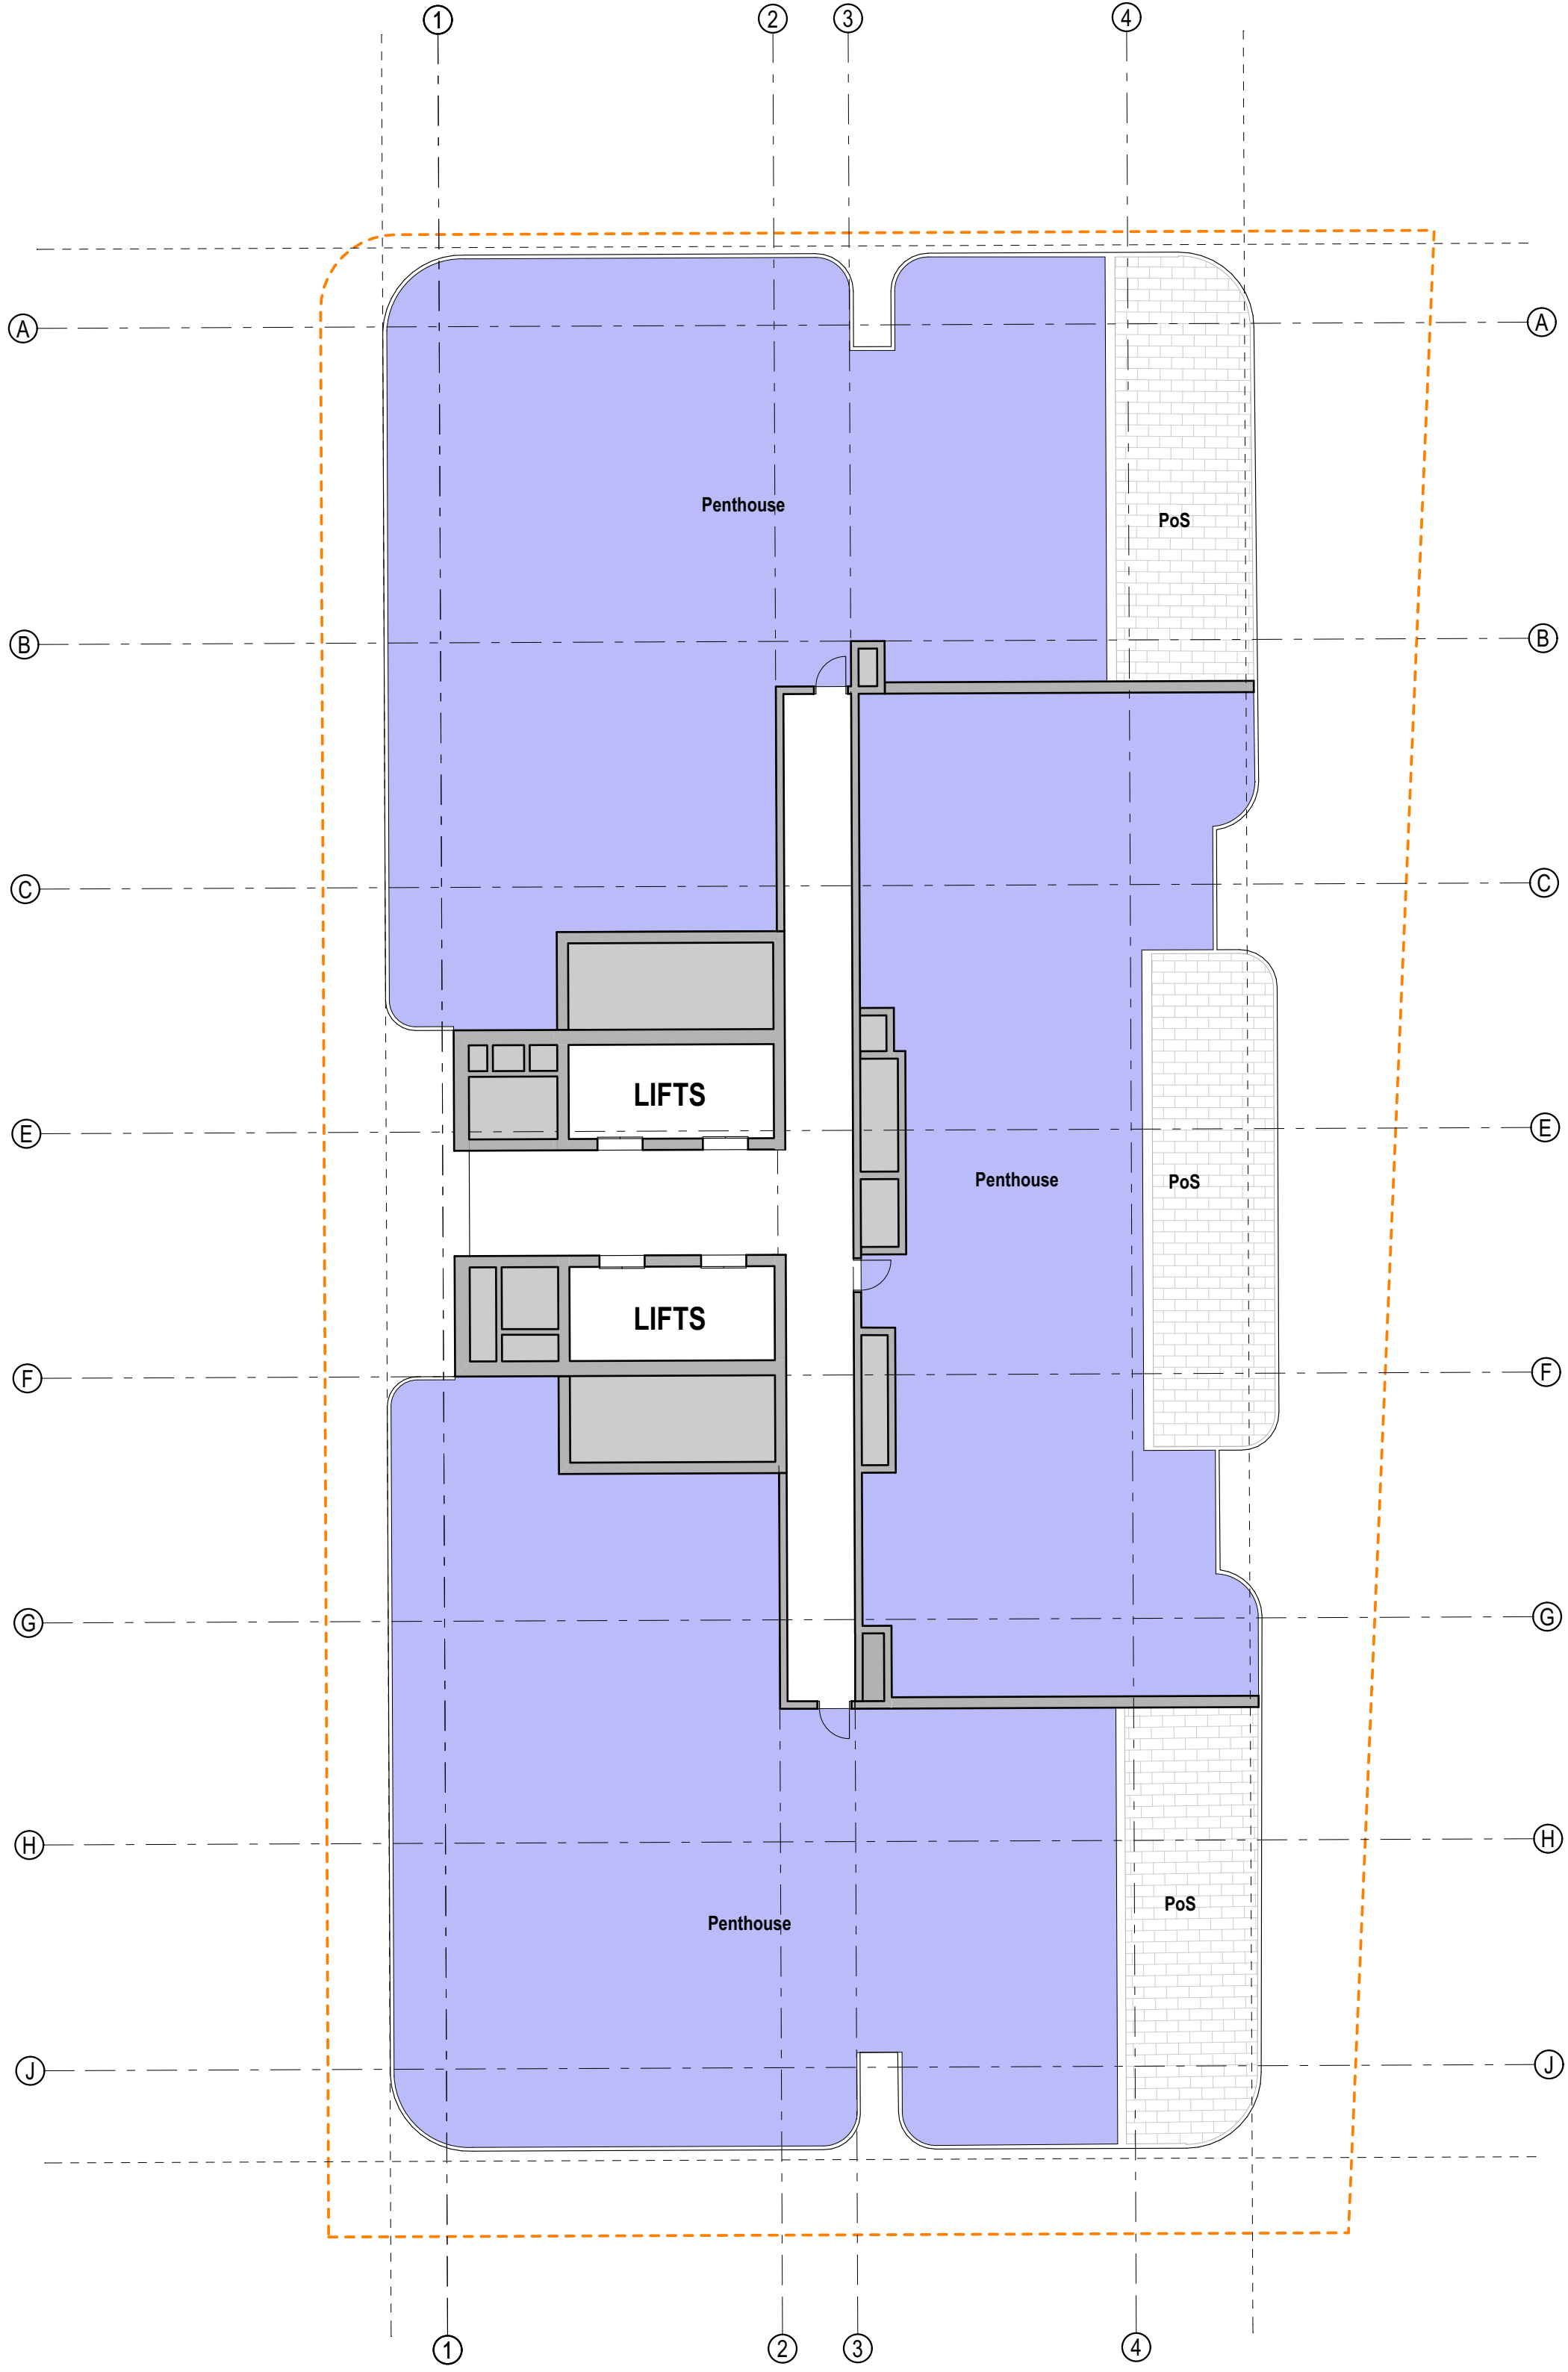 1 2 3 4
A A
Penthouse
PoS
B B
C C
LIFTS
E E
Penthouse PoS
LIFTS
F F
G G
H H
PoS
Penthouse
J J
1 2 3 4